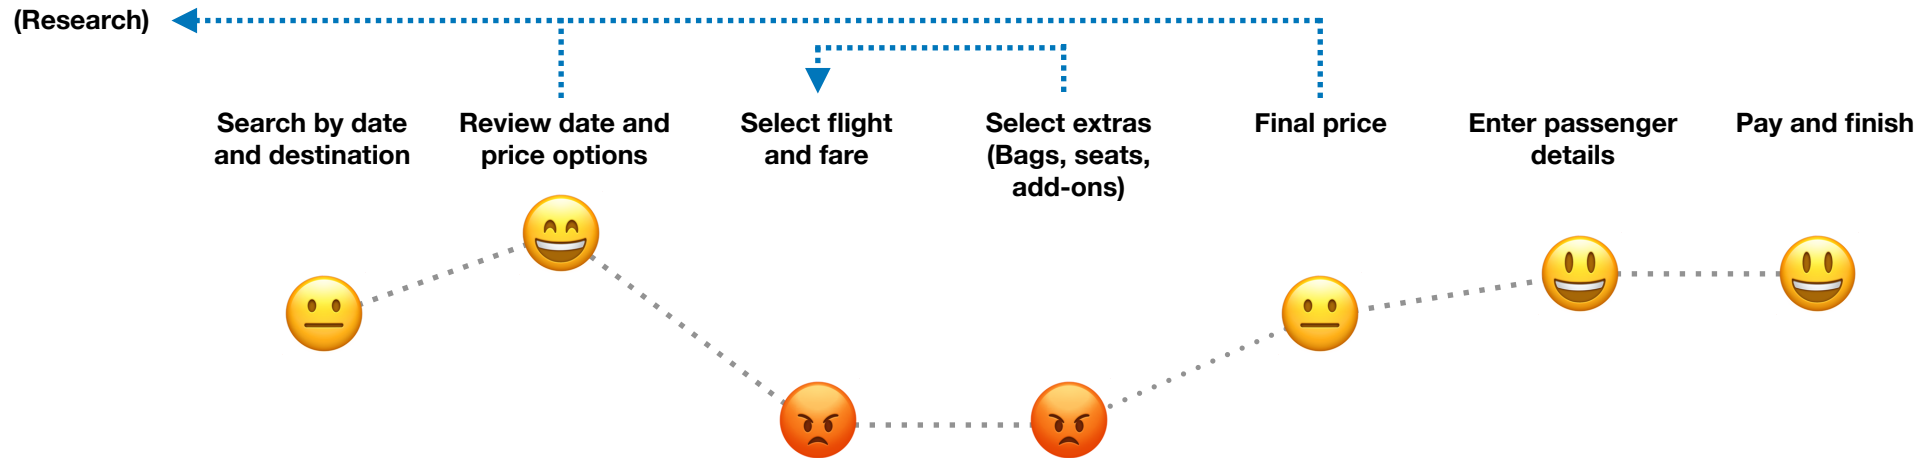 (Research)
Search by date
and destination
Review date and
price options
Select flight
and fare
Select extras
(Bags, seats,
add-ons)
Final price
Enter passenger
details
Pay and finish